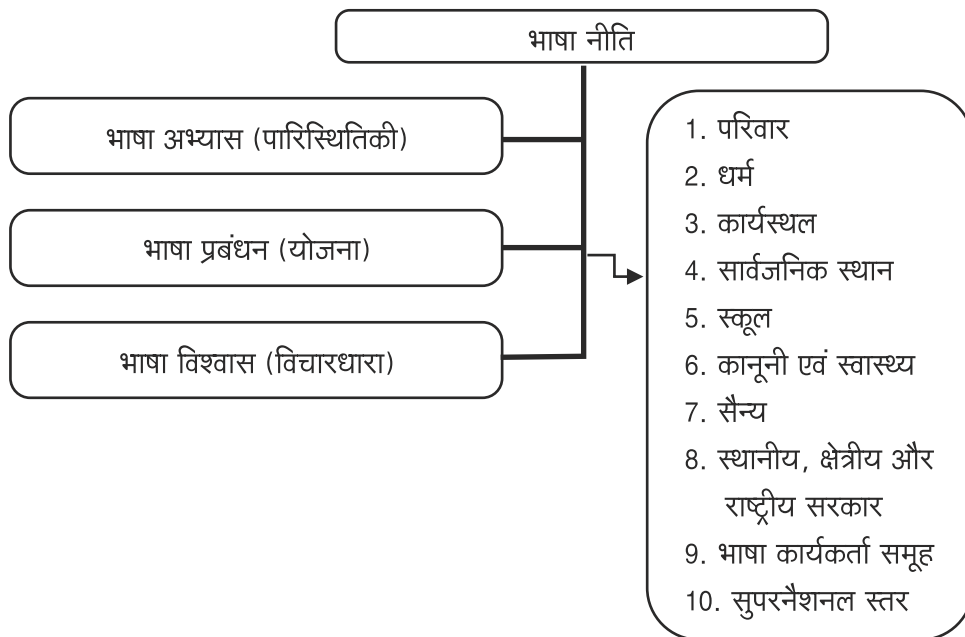 भाषा नीति
भाषा अभ्यास (पारिस्थितिकी)
भाषा प्रबंधन (योजना)
भाषा विश्वास (विचारधारा)
1. परिवार
2. धर्म
3. कार्यस्थल
4. सार्वजनिक स्थान
5. स्कूल
6. कानूनी एवं स्वास्थ्य
7. सैन्य
8. स्थानीय, क्षेत्रीय और
राष्ट्रीय सरकार
9. भाषा कार्यकर्ता समूह
10. सुपरनैशनल स्तर